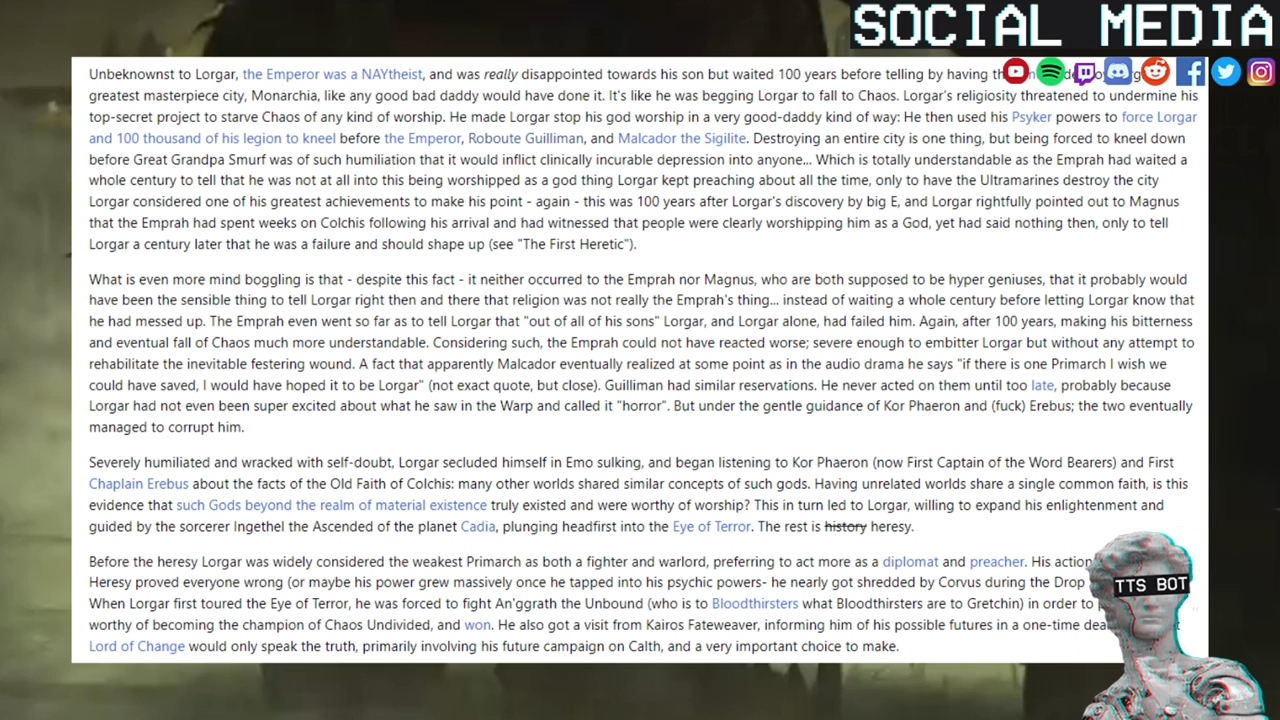 SOCIAL MEDIA
Unbeknownst to Lorgar, the Emperor was a NAYtheist, and was really disappointed towards his son but waited 100 years before telling by having
greatest masterpiece city, Monarchia, like any good bad daddy would have done it. It's like he was begging Lorgar to fall to Chaos. Lorgar's religiosity threatened to undermine his
top-secret project to starve Chaos of any kind of worship. He made Lorgar stop his god worship in a very good-daddy kind of way: He then used his Psyker powers to force Lorgar
and 100 thousand of his legion to kneel before the Emperor, Roboute Guilliman, and Malcador the Sigilite. Destroying an entire city is one thing, but being forced to kneel down
before Great Grandpa Smurf was of such humiliation that it would inflict clinically incurable depression into anyone... Which is totally understandable as the Emprah had waited a
whole century to tell that he was not at all into this being worshipped as a god thing Lorgar kept preaching about all the time, only to have the Ultramarines destroy the city
Lorgar considered one of his greatest achievements to make his point - again - this was 100 years after Lorgar's discovery by big E, and Lorgar rightfully pointed out to Magnus
that the Emprah had spent weeks on Colchis following his arrival and had witnessed that people were clearly worshipping him as a God, yet had said nothing then, only to tell
Lorgar a century later that he was a failure and should shape up (see "The First Heretic").
What is even more mind boggling is that - despite this fact - it neither occurred to the Emprah nor Magnus, who are both supposed to be hyper geniuses, that it probably would
have been the sensible thing to tell Lorgar right then and there that religion was not really the Emprah's thing... instead of waiting a whole century before letting Lorgar know that
he had messed up. The Emprah even went so far as to tell Lorgar that "out of all of his sons" Lorgar, and Lorgar alone, had failed him. Again, after 100 years, making his bitterness
and eventual fall of Chaos much more understandable. Considering such, the Emprah could not have reacted worse; severe enough to embitter Lorgar but without any attempt to
rehabilitate the inevitable festering wound. A fact that apparently Malcador eventually realized at some point as in the audio drama he says "if there is one Primarch I wish we
could have saved, I would have hoped it to be Lorgar" (not exact quote, but close). Guilliman had similar reservations. He never acted on them until too late, probably because
Lorgar had not even been super excited about what he saw in the Warp and called it "horror". But under the gentle guidance of Kor Phaeron and (fuck) Erebus; the two eventually
managed to corrupt him.
Severely humiliated and wracked with self-doubt, Lorgar secluded himself in Emo sulking, and began listening to Kor Phaeron (now First Captain of the Word Bearers) and First
Chaplain Erebus about the facts of the Old Faith of Colchis: many other worlds shared similar concepts of such gods. Having unrelated worlds share a single common faith, is this
evidence that such Gods beyond the realm of material existence truly existed and were worthy of worship? This in turn led to Lorgar, willing to expand his enlightenment and
guided by the sorcerer Ingethel the Ascended of the planet Cadia, plunging headfirst into the Eye of Terror. The rest is history heresy.
Before the heresy Lorgar was widely considered the weakest Primarch as both a fighter and warlord, preferring to act more as a diplomat and preacher. His action
Heresy proved everyone wrong (or maybe his power grew massively once he tapped into his psychic powers- he nearly got shredded by Corvus during the Drop
When Lorgar first toured the Eye of Terror, he was forced to fight An'ggrath the Unbound (who is to Bloodthirsters what Bloodthirsters are to Gretchin) in order to
worthy of becoming the champion of Chaos Undivided, and won. He also got a visit from Kairos Fateweaver, informing him of his possible futures in a one-time
Lord of Change would only speak the truth, primarily involving his future campaign on Calth, and a very important choice to make.
TTS BOT